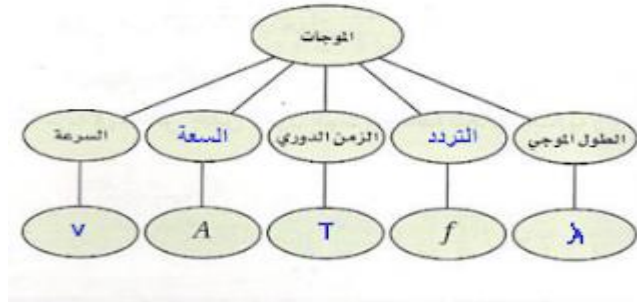 الموجات
الطول الموجي
التردد
الزمن الدوري
السعة
السرعة
λ
f
T
A
v